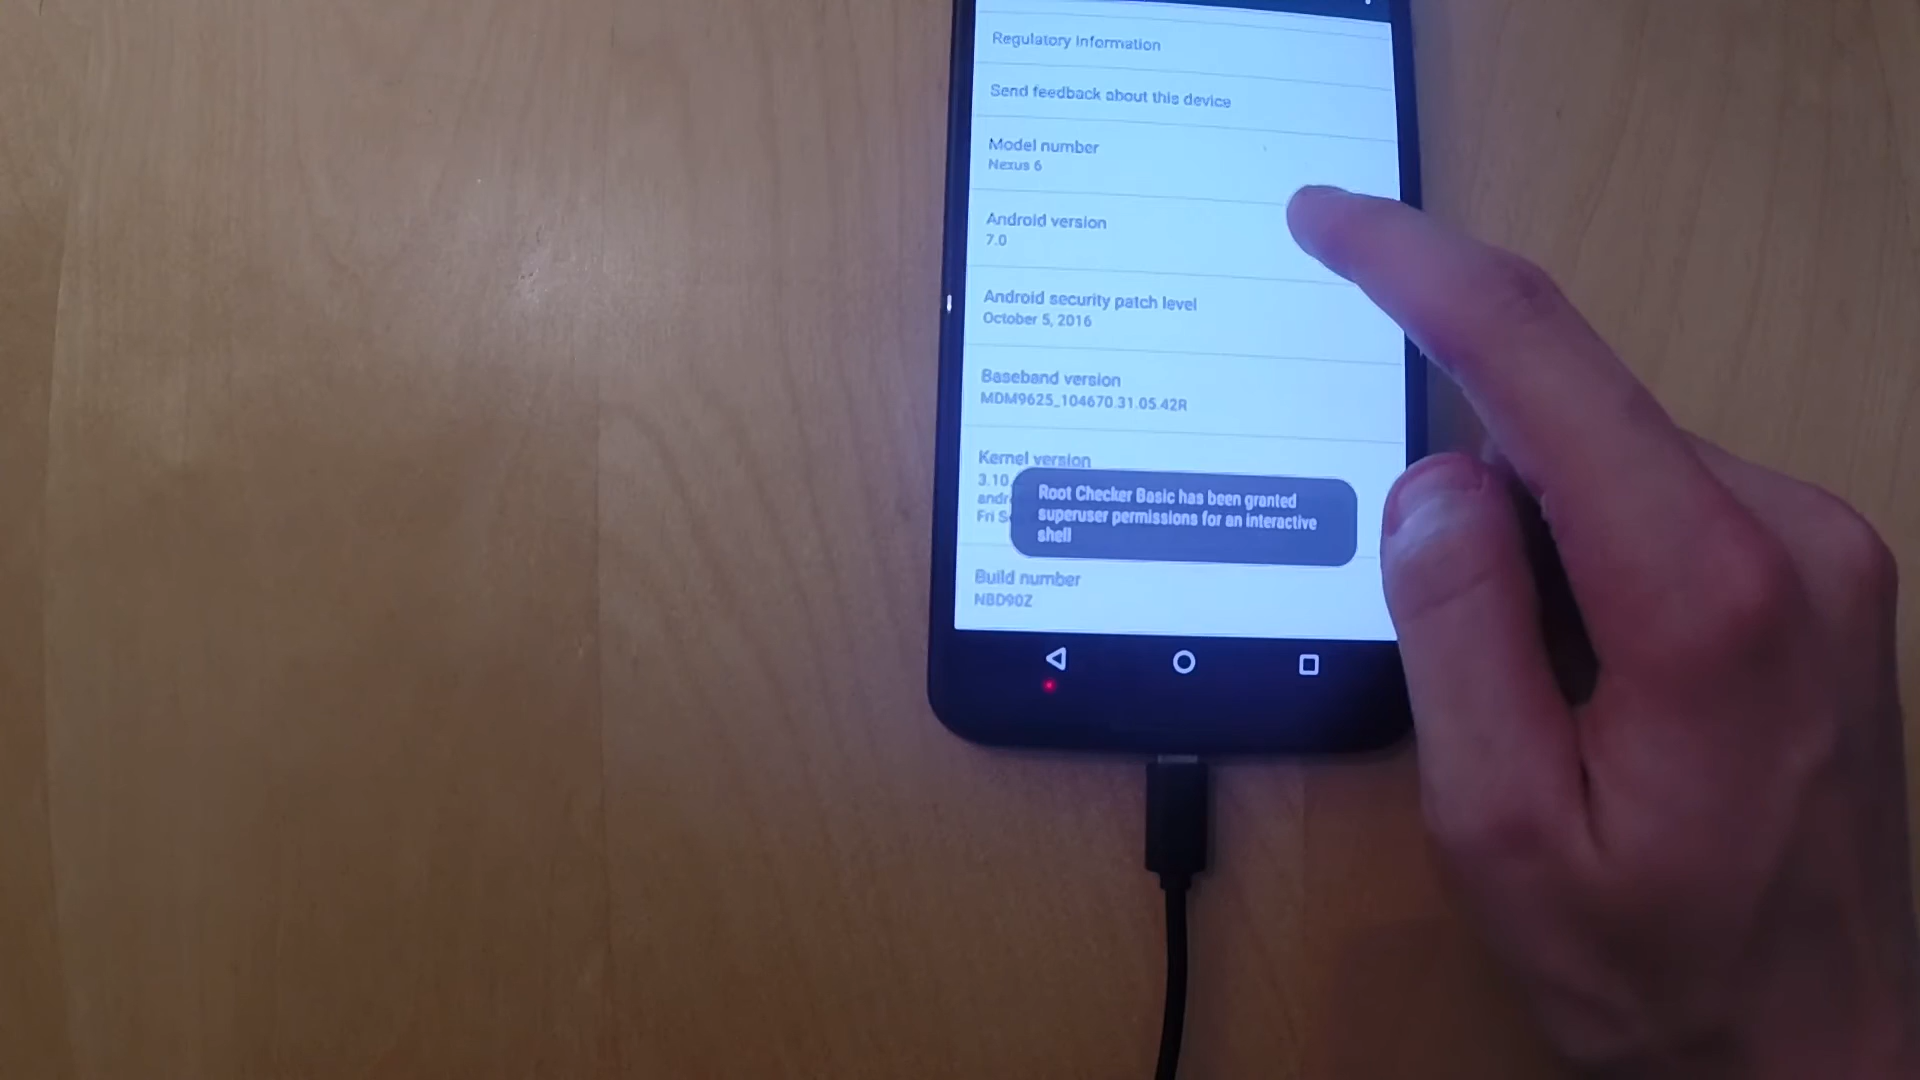 Regulatory information
Send feedback about this device
Model number
Nexus 6
Android version
7.0
Android security patch level
October 5, 2016
Baseband version
MDM9625_104670.31.05.42R
Kernel version
3.10.
andr
Fri S
Root Checker Basic has been granted
superuser permissions for an interactive
shell
Build number
NBD90Z